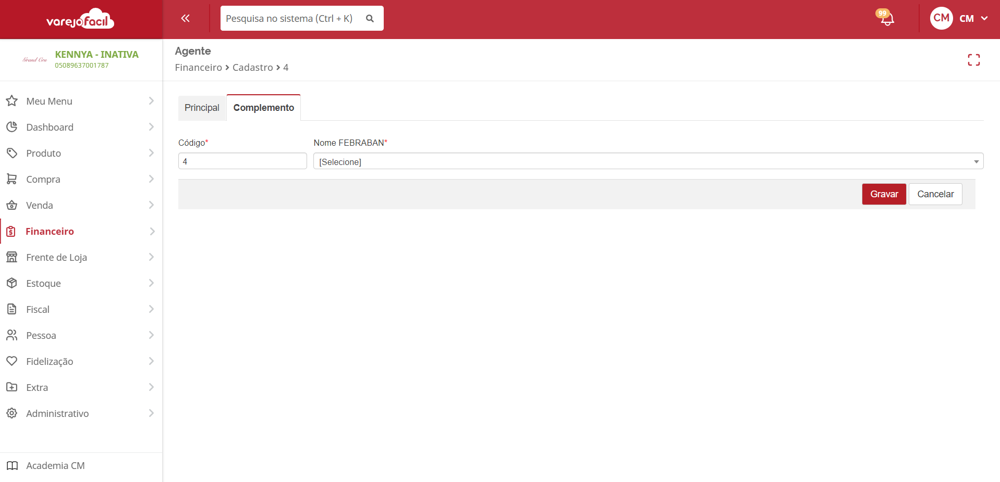 varejofacil
Pesquisa no sistema (Ctrl + K)
99
CM
CM
Grand Cru
KENNYA - INATIVA
05089637001787
Agente
Financeiro > Cadastro > 4
Meu Menu
Dashboard
Produto
Compra
Venda
Financeiro
Frente de Loja
Estoque
Fiscal
Pessoa
Fidelização
Extra
Administrativo
Academia CM
Principal
Complemento
Código*
Nome FEBRABAN*
4
[Selecione]
Gravar
Cancelar